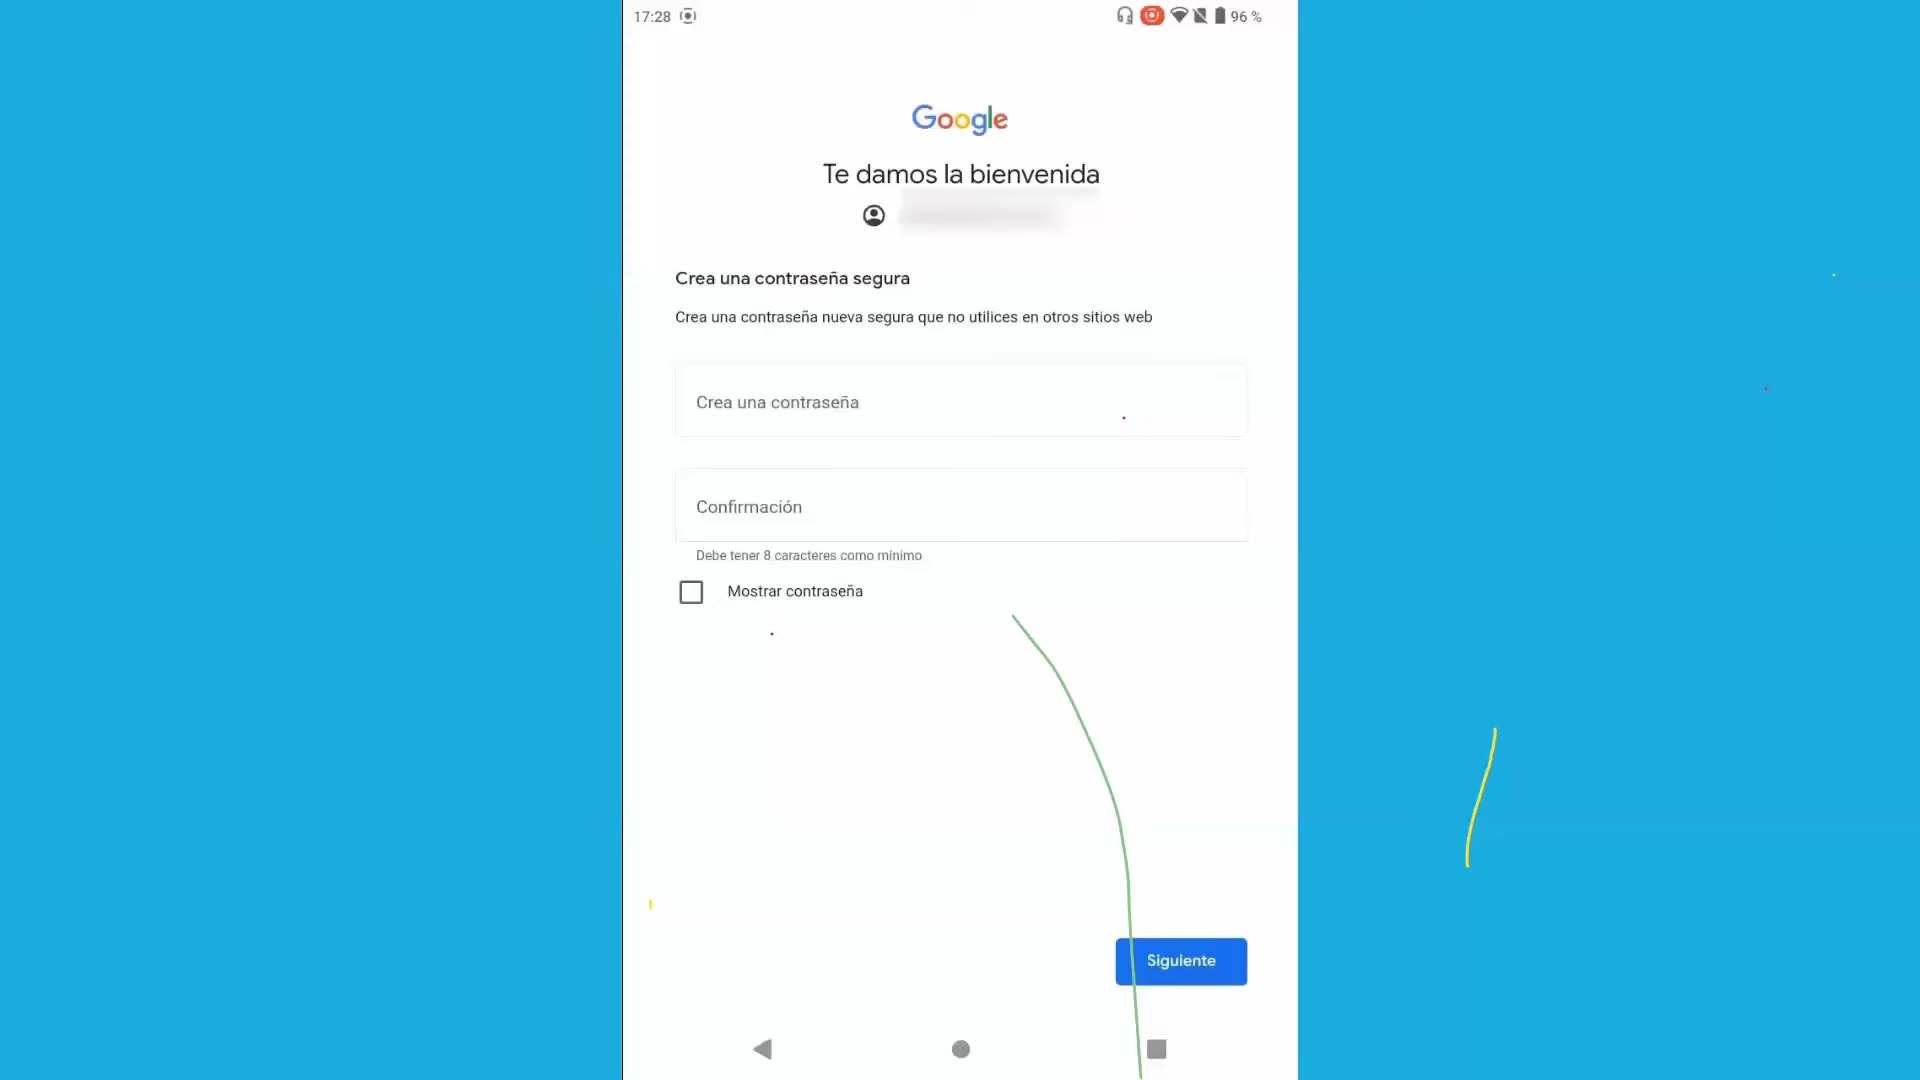 17:28
96 %
Google
Te damos la bienvenida
Crea una contraseña segura
Crea una contraseña nueva segura que no utilices en otros sitios web
Crea una contraseña
Confirmación
Debe tener 8 caracteres como mínimo
Mostrar contraseña
Siguiente